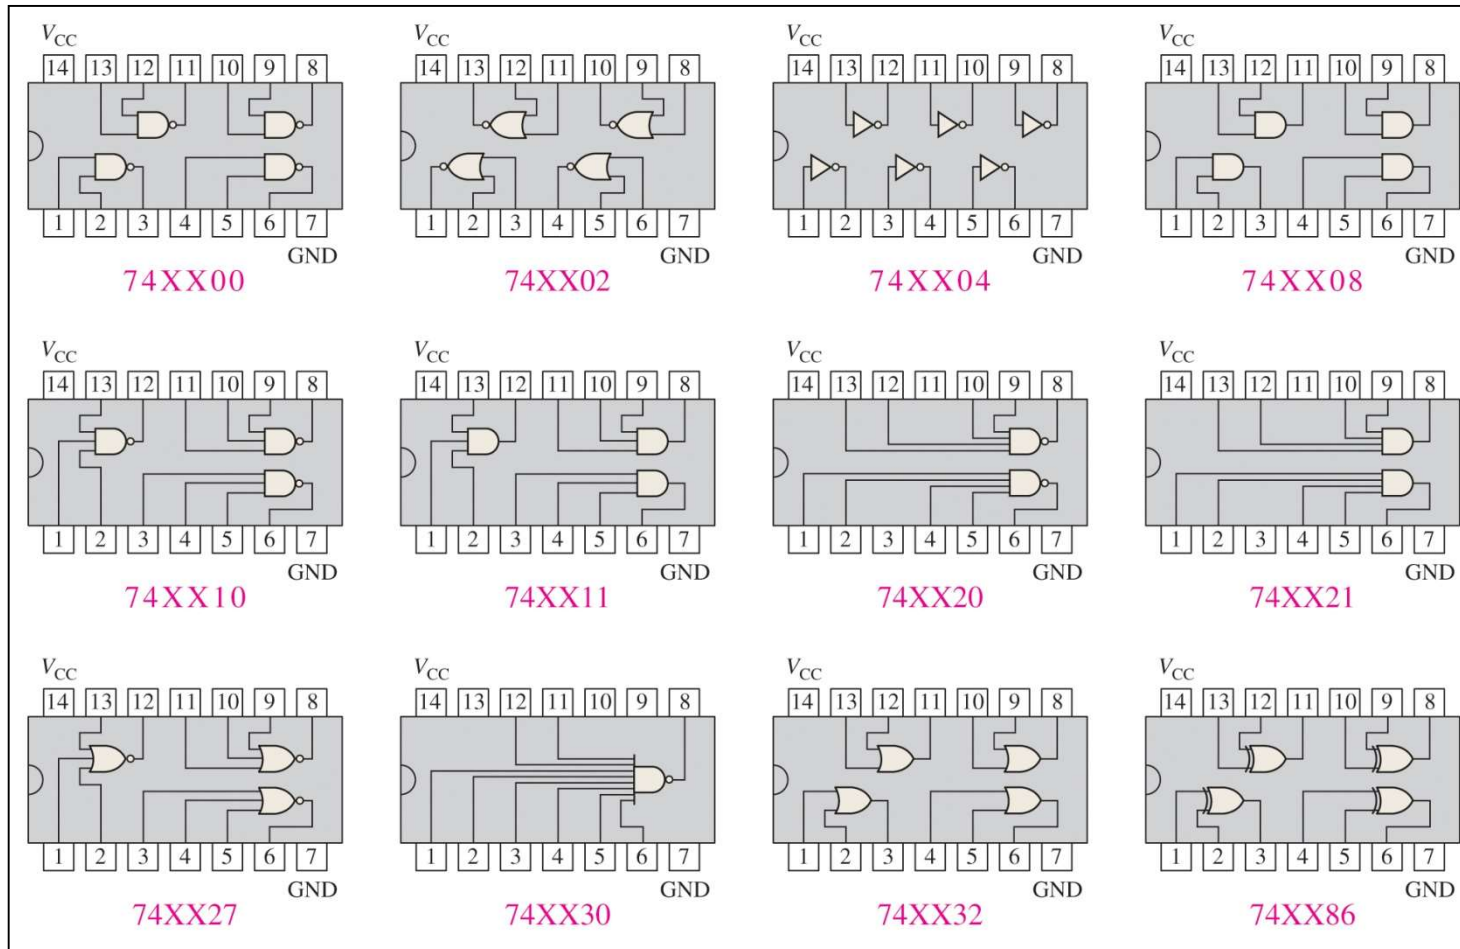 VCC VCC VCC VCC
14 13 12 11 10 9 8 14 13 12 11 10 9 8 14 13 12 11 10 9 8 14 13 12 11 10 9 8
1 2 3 4 5 6 7 1 2 3 4 5 6 7 1 2 3 4 5 6 7 1 2 3 4 5 6 7
GND GND GND GND
74XX00 74XX02 74XX04 74XX08
VCC VCC VCC VCC
14 13 12 11 10 9 8 14 13 12 11 10 9 8 14 13 12 11 10 9 8 14 13 12 11 10 9 8
1 2 3 4 5 6 7 1 2 3 4 5 6 7 1 2 3 4 5 6 7 1 2 3 4 5 6 7
GND GND GND GND
74XX10 74XX11 74XX20 74XX21
VCC VCC VCC VCC
14 13 12 11 10 9 8 14 13 12 11 10 9 8 14 13 12 11 10 9 8 14 13 12 11 10 9 8
1 2 3 4 5 6 7 1 2 3 4 5 6 7 1 2 3 4 5 6 7 1 2 3 4 5 6 7
GND GND GND GND
74XX27 74XX30 74XX32 74XX86